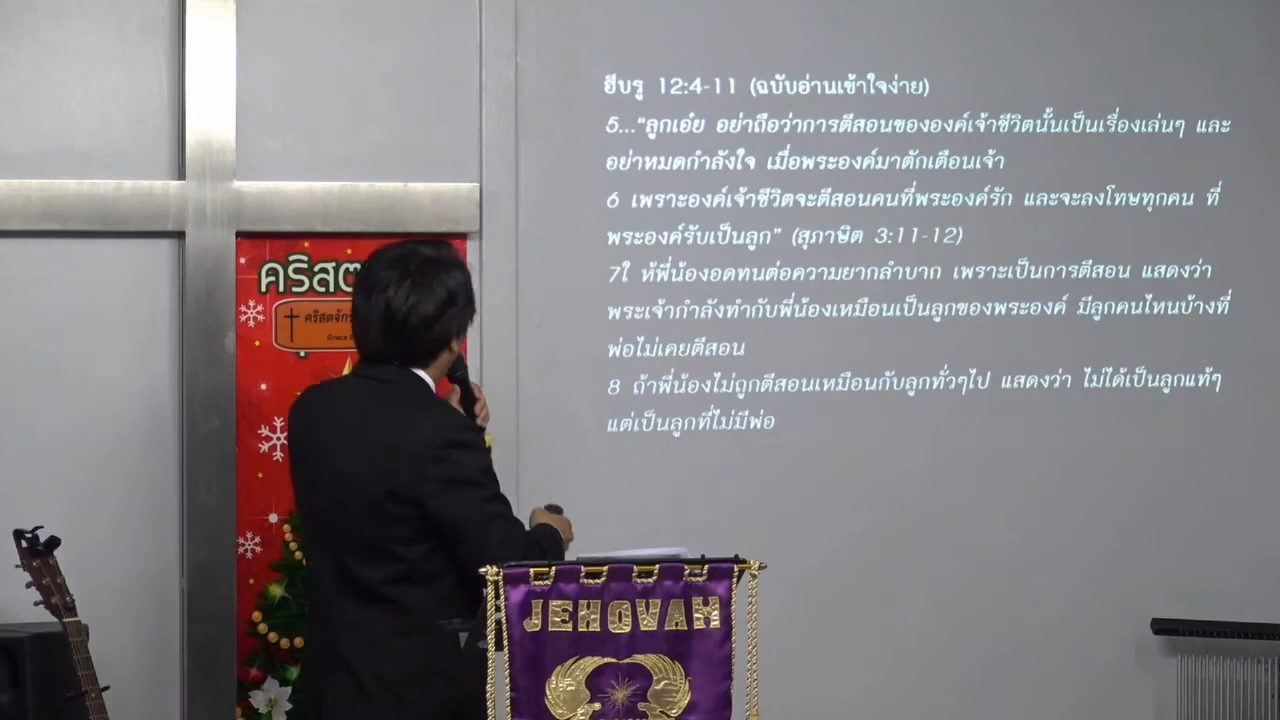 ฮีบรู 12:4-11 (ฉบับอ่านเข้าใจง่าย)
5...“ลูกเอ๋ย อย่าถือว่าการตีสอนขององค์เจ้าชีวิตนั้นเป็นเรื่องเล่นๆ และ
อย่าหมดกำลังใจ เมื่อพระองค์มาตักเตือนเจ้า
6 เพราะองค์เจ้าชีวิตจะตีสอนคนที่พระองค์รัก และจะลงโทษทุกคน ที่
พระองค์รับเป็นลูก” (สุภาษิต 3:11-12)
7ใ ห้พี่น้องอดทนต่อความยากลำบาก เพราะเป็นการตีสอน แสดงว่า
พระเจ้ากำลังทำกับพี่น้องเหมือนเป็นลูกของพระองค์ มีลูกคนไหนบ้างที่
พ่อไม่เคยตีสอน
8 ถ้าพี่น้องไม่ถูกตีสอนเหมือนกับลูกทั่วๆไป แสดงว่า ไม่ได้เป็นลูกแท้ๆ
แต่เป็นลูกที่ไม่มีพ่อ
คริสต
คริสตจักร
Grace
JEHOVAH